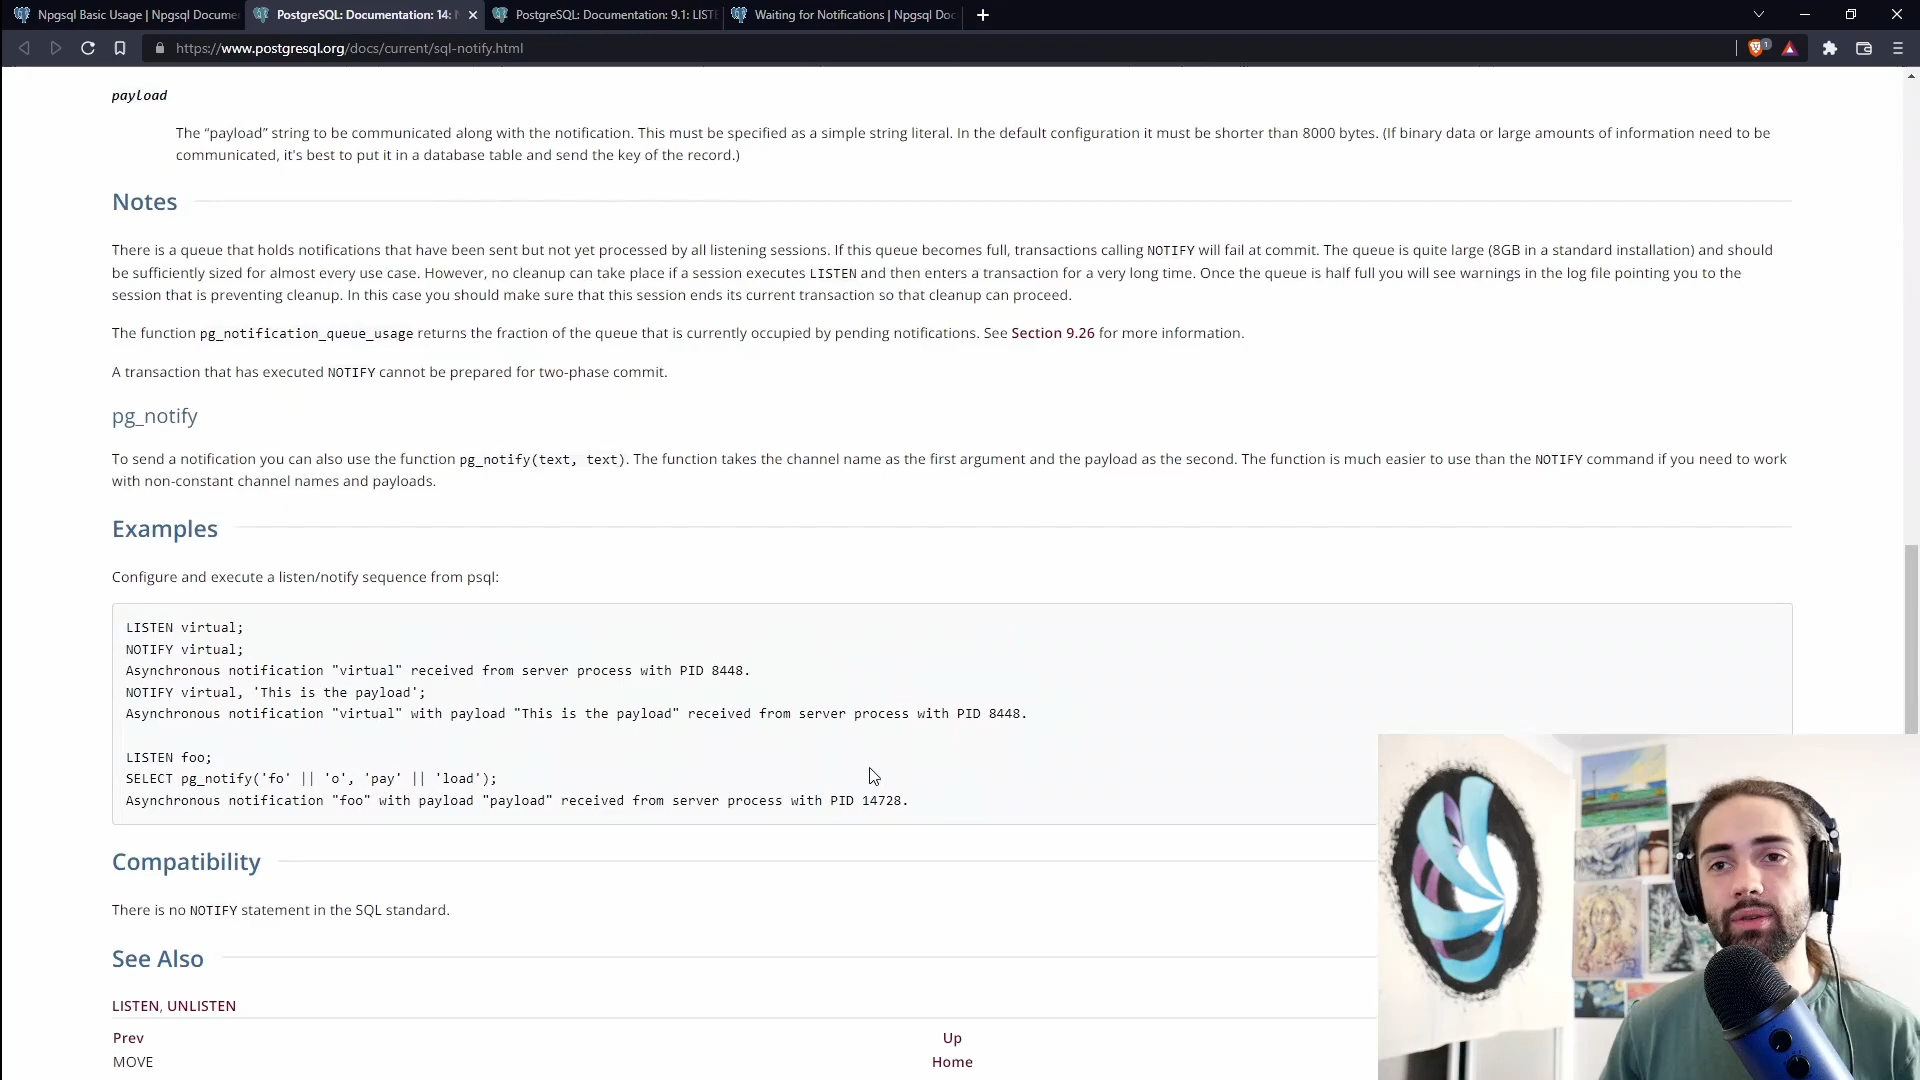 Npgsql Basic Usage | Npgsql Docume
PostgreSQL: Documentation: 14:
PostgreSQL: Documentation: 9.1: LIST
Waiting for Notifications | Npgsql Doc
https://www.postgresql.org/docs/current/sql-notify.html
1
payload
The “payload” string to be communicated along with the notification. This must be specified as a simple string literal. In the default configuration it must be shorter than 8000 bytes. (If binary data or large amounts of information need to be
communicated, it's best to put it in a database table and send the key of the record.)
Notes
There is a queue that holds notifications that have been sent but not yet processed by all listening sessions. If this queue becomes full, transactions calling NOTIFY will fail at commit. The queue is quite large (8GB in a standard installation) and should
be sufficiently sized for almost every use case. However, no cleanup can take place if a session executes LISTEN and then enters a transaction for a very long time. Once the queue is half full you will see warnings in the log file pointing you to the
session that is preventing cleanup. In this case you should make sure that this session ends its current transaction so that cleanup can proceed.
The function pg_notification_queue_usage returns the fraction of the queue that is currently occupied by pending notifications. See Section 9.26 for more information.
A transaction that has executed NOTIFY cannot be prepared for two-phase commit.
pg_notify
To send a notification you can also use the function pg_notify(text, text). The function takes the channel name as the first argument and the payload as the second. The function is much easier to use than the NOTIFY command if you need to work
with non-constant channel names and payloads.
Examples
Configure and execute a listen/notify sequence from psql:
LISTEN virtual;
NOTIFY virtual;
Asynchronous notification "virtual" received from server process with PID 8448.
NOTIFY virtual, 'This is the payload';
Asynchronous notification "virtual" with payload "This is the payload" received from server process with PID 8448.
LISTEN foo;
SELECT pg_notify('fo' || 'o', 'pay' || 'load');
Asynchronous notification "foo" with payload "payload" received from server process with PID 14728.
Compatibility
There is no NOTIFY statement in the SQL standard.
See Also
LISTEN, UNLISTEN
Prev
Up
MOVE
Home